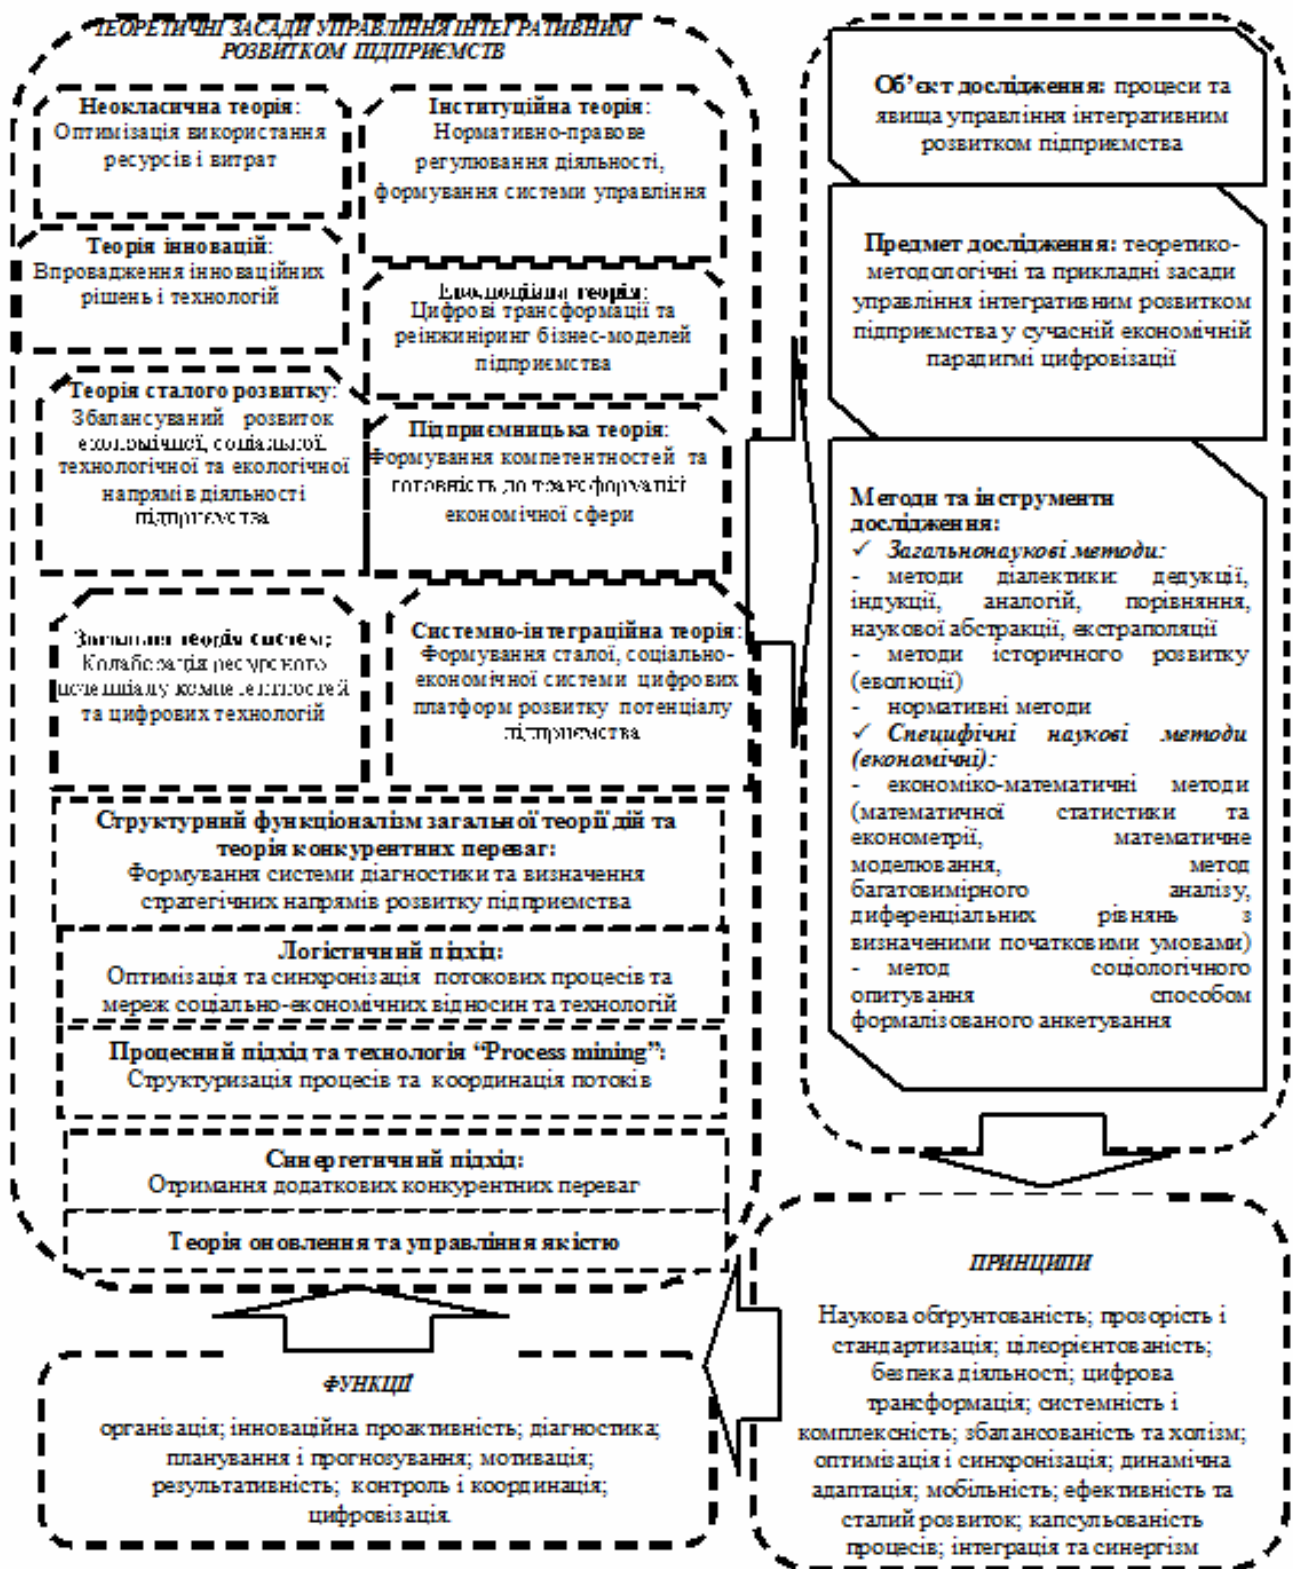 ТЕОРЕТИЧНІ ЗАСАДИ УПРАВЛІННЯ ІНТЕГРАТИВНИМ
РОЗВИТКОМ ПІДПРИЄМСТВ
Неокласична теорія:
Оптимізація використання
ресурсів і витрат
Інституційна теорія:
Нормативно-правове
регулювання діяльності,
формування системи управління
Теорія інновацій:
Впровадження інноваційних
рішень і технологій
Еволюційна теорія:
Цифрові трансформації та
реінжиніринг бізнес-моделей
підприємства
Теорія сталого розвитку:
Збалансуваний розвиток
економічної, соціальної,
технологічної та екологічної
напрямів діяльності
підприємства
Підприємницька теорія:
Формування компетентностей та
готовність до трансформації
економічної сфери
Загальна теорія систем:
Колаборація ресурсного
потенціалу компетентностей
та цифрових технологій
Системно-інтеграційна теорія:
Формування сталої, соціально-
економічної системи цифрових
платформ розвитку потенціалу
підприємства
Структурний функціоналізм загальної теорії дій та
теорія конкурентних переваг:
Формування системи діагностики та визначення
стратегічних напрямів розвитку підприємства
Логістичний підхід:
Оптимізація та синхронізація потокових процесів та
мереж соціально-економічних відносин та технологій
Процесний підхід та технологія “Process mining”:
Структуризація процесів та координація потоків
Синергетичний підхід:
Отримання додаткових конкурентних переваг
Теорія оновлення та управління якістю
ФУНКЦІЇ
організація; інноваційна проактивність; діагностика;
планування і прогнозування; мотивація;
результативність; контроль і координація;
цифровізація.
Об’єкт дослідження: процеси та
явища управління інтегративним
розвитком підприємства
Предмет дослідження: теоретико-
методологічні та прикладні засади
управління інтегративним розвитком
підприємства у сучасній економічній
парадигмі цифровізації
Методи та інструменти
дослідження:
✓ Загальнонаукові методи:
- методи діалектики: дедукції,
індукції, аналогій, порівняння,
наукової абстракції, екстраполяції
- методи історичного розвитку
(еволюції)
- нормативні методи
✓ Специфічні наукові методи
(економічні):
- економіко-математичні методи
(математичної статистики та
економетрії, математичне
моделювання, метод
багатовимірного аналізу,
диференціальних рівнянь з
визначеними початковими умовами)
- метод соціологічного
опитування способом
формалізованого анкетування
ПРИНЦИПИ
Наукова обґрунтованість; прозорість і
стандартизація; цілеорієнтованість;
безпека діяльності; цифрова
трансформація; системність і
комплексність; збалансованість та холізм;
оптимізація і синхронізація; динамічна
адаптація; мобільність; ефективність та
сталий розвиток; капсульованість
процесів; інтеграція та синергізм